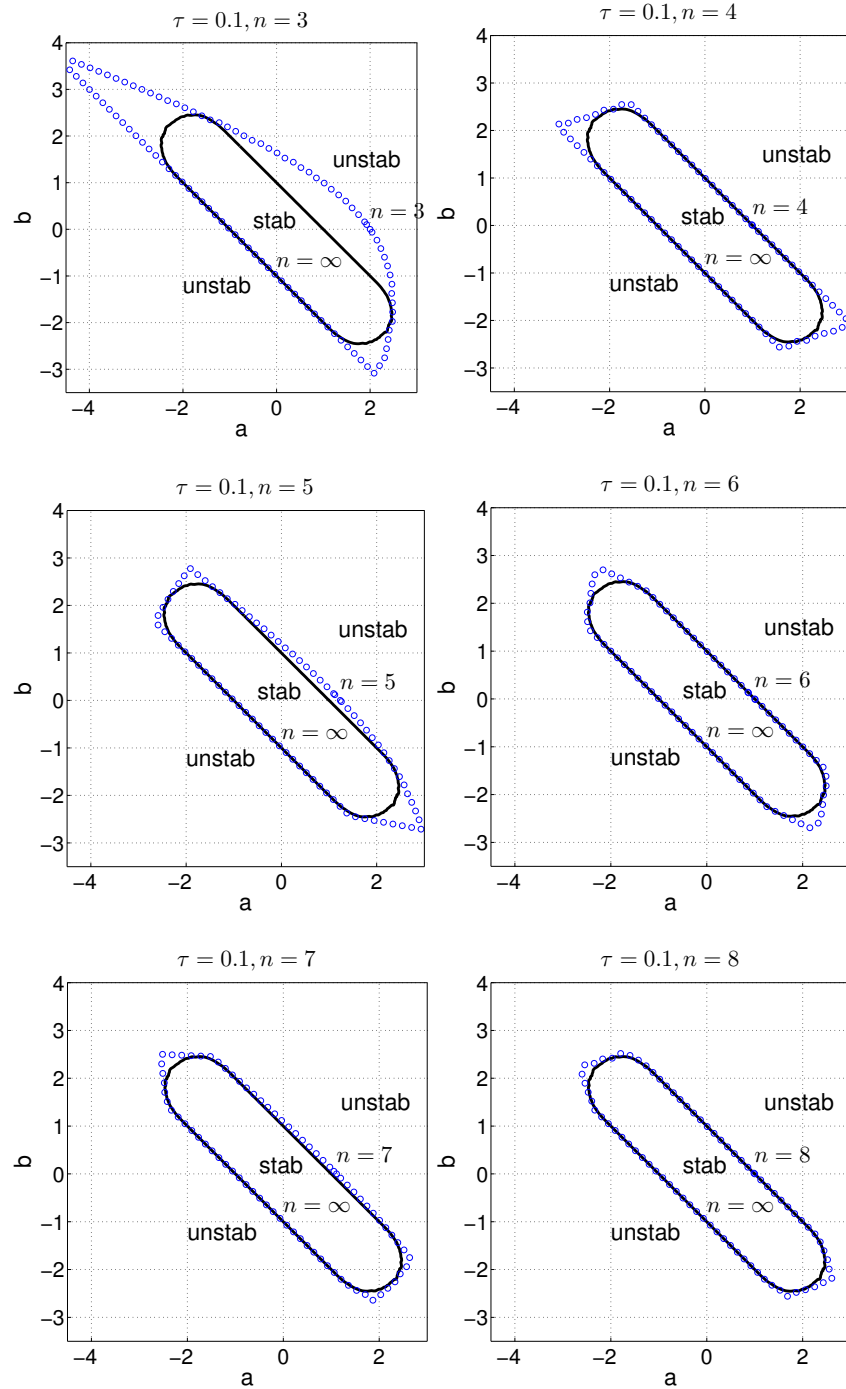 τ = 0.1, n = 3
4
3
2
1
0
−1
−2
−3
−4
−2
0
2
b
a
unstab
n = 3
stab
n = ∞
unstab
τ = 0.1, n = 4
4
3
2
1
0
−1
−2
−3
−4
−2
0
2
b
a
unstab
stab
n = 4
n = ∞
unstab
τ = 0.1, n = 5
4
3
2
1
0
−1
−2
−3
−4
−2
0
2
b
a
unstab
stab
n = 5
n = ∞
unstab
τ = 0.1, n = 6
4
3
2
1
0
−1
−2
−3
−4
−2
0
2
b
a
unstab
stab
n = 6
n = ∞
unstab
τ = 0.1, n = 7
4
3
2
1
0
−1
−2
−3
−4
−2
0
2
b
a
unstab
stab
n = 7
n = ∞
unstab
τ = 0.1, n = 8
4
3
2
1
0
−1
−2
−3
−4
−2
0
2
b
a
unstab
stab
n = 8
n = ∞
unstab